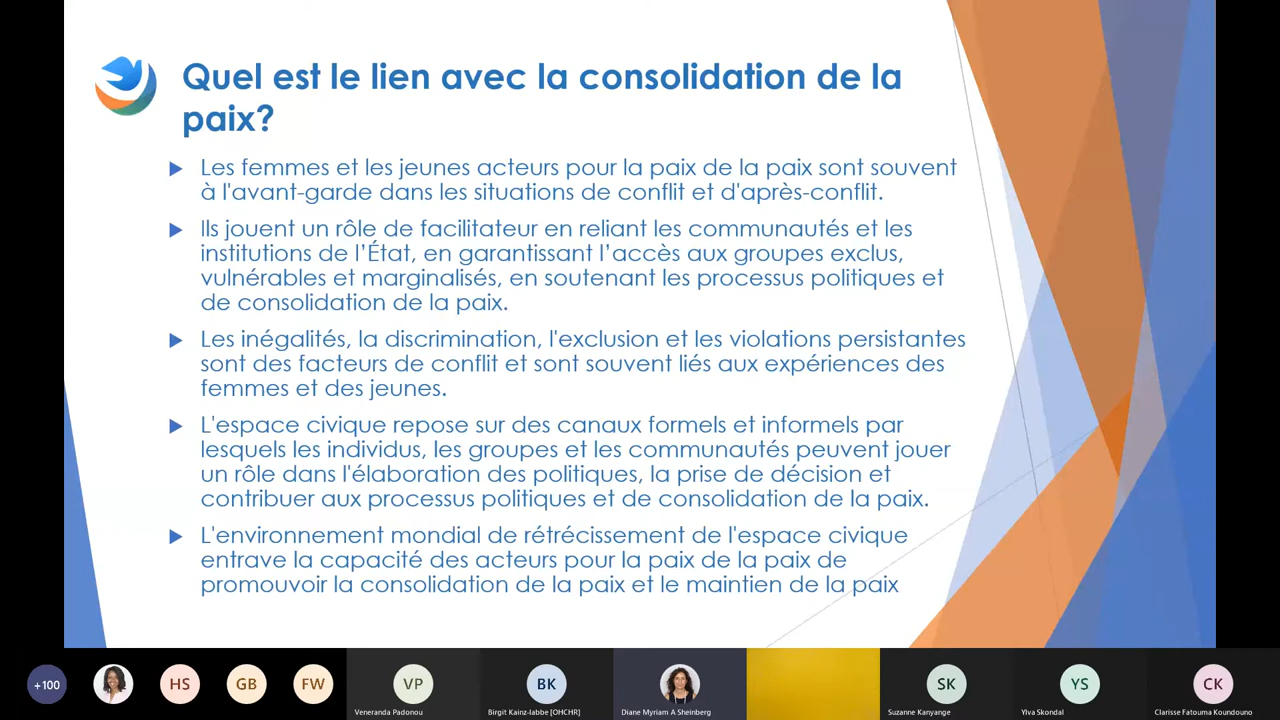 Quel est le lien avec la consolidation de la
paix?
Les femmes et les jeunes acteurs pour la paix de la paix sont souvent
à l'avant-garde dans les situations de conflit et d'après-conflit.
Ils jouent un rôle de facilitateur en reliant les communautés et les
institutions de l’État, en garantissant l’accès aux groupes exclus,
vulnérables et marginalisés, en soutenant les processus politiques et
de consolidation de la paix.
Les inégalités, la discrimination, l'exclusion et les violations persistantes
sont des facteurs de conflit et sont souvent liés aux expériences des
femmes et des jeunes.
L'espace civique repose sur des canaux formels et informels par
lesquels les individus, les groupes et les communautés peuvent jouer
un rôle dans l'élaboration des politiques, la prise de décision et
contribuer aux processus politiques et de consolidation de la paix.
L'environnement mondial de rétrécissement de l'espace civique
entrave la capacité des acteurs pour la paix de la paix de
promouvoir la consolidation de la paix et le maintien de la paix
+100
HS
GB
FW
VP
BK
SK
YS
CK
Veneranda Padonou
Birgit Kainz-labbe [OHCHR]
Diane Myriam A Sheinberg
Suzanne Kanyange
Ylva Skondal
Clarisse Fatouma Koundouno